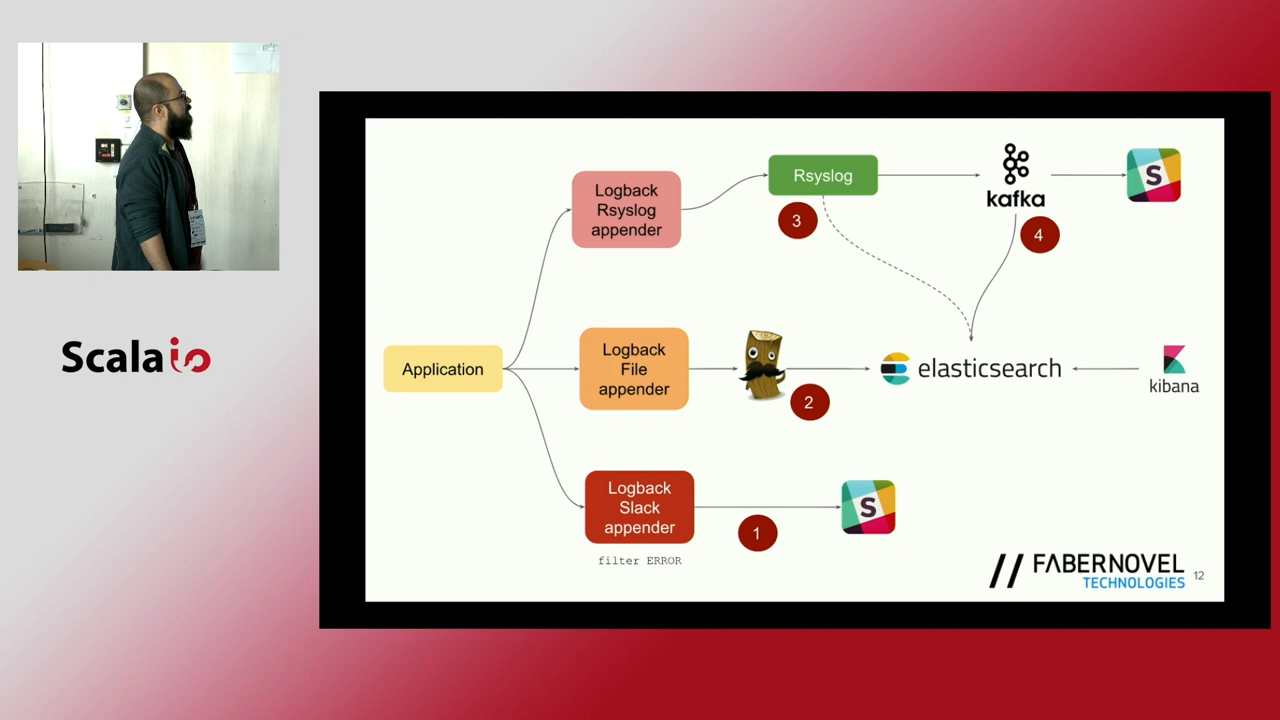 Scala io
Logback
Rsyslog
appender
Rsyslog
3
kafka
4
S
Application
Logback
File
appender
2
elasticsearch
kibana
Logback
Slack
appender
filter ERROR
1
S
// FABERNOVEL
TECHNOLOGIES
12